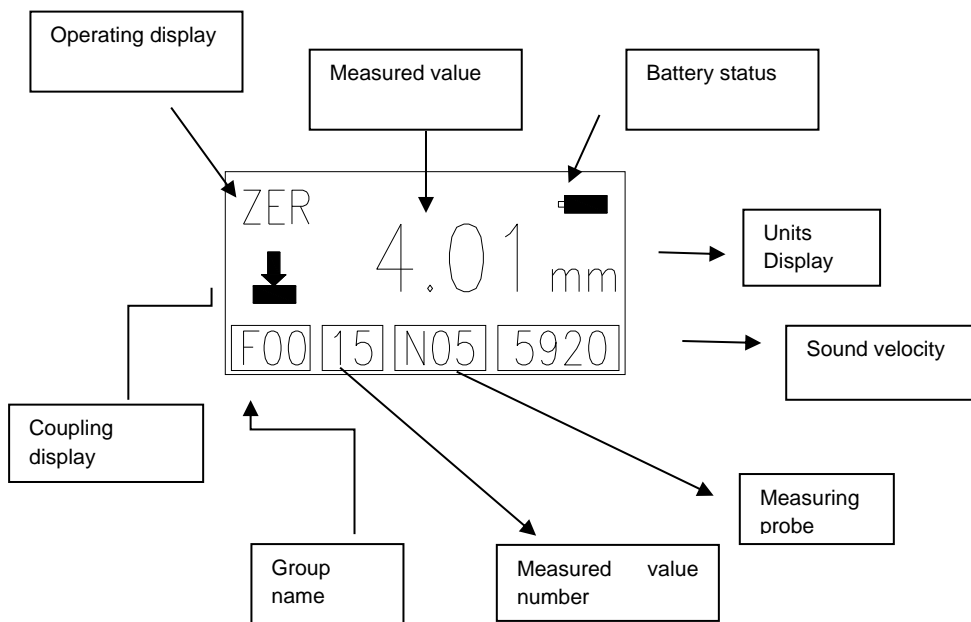 Operating display
Measured value
Battery status
ZER
4.01 mm
Units
Display
F00 15 N05 5920
Sound velocity
Coupling
display
Measuring
probe
Group
name
Measured value
number